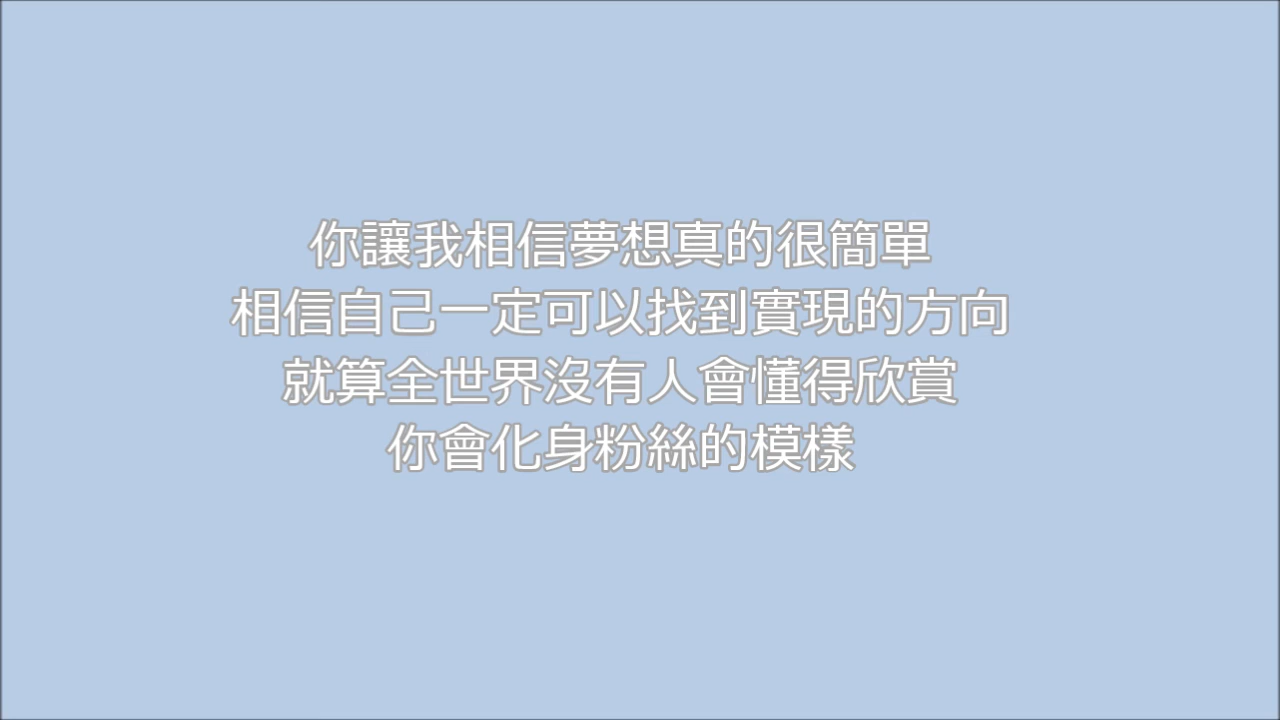 你讓我相信夢想真的很簡單
相信自己一定可以找到實現的方向
就算全世界沒有人會懂得欣賞
你會化身粉絲的模樣